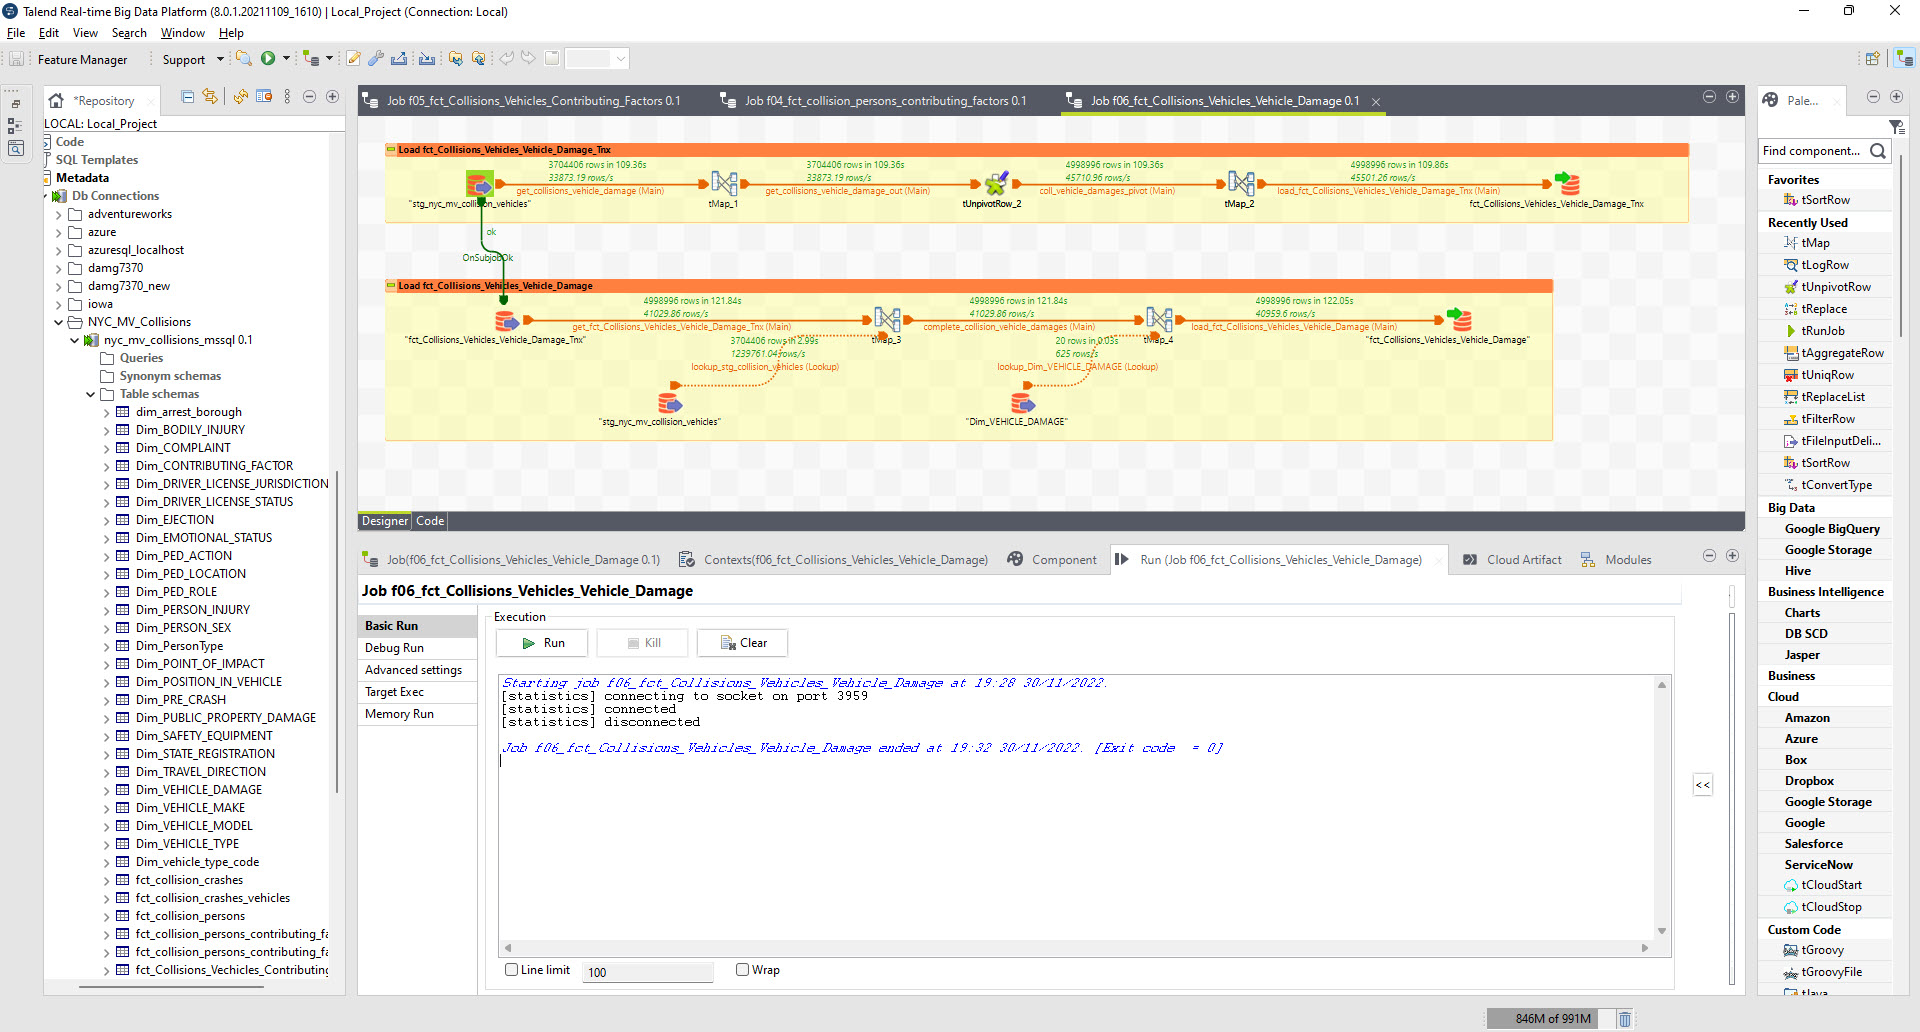 Talend Real-time Big Data Platform (8.0.1.20211109_1610) | Local_Project (Connection: Local)
File Edit View Search Window Help
Feature Manager Support
*Repository
LOCAL: Local_Project
Code
SQL Templates
Metadata
Db Connections
adventureworks
azure
azuresql_localhost
damg7370
damg7370_new
iowa
NYC_MV_Collisions
nyc_mv_collisions_mssql 0.1
Queries
Synonym schemas
Table schemas
dim_arrest_borough
Dim_BODILY_INJURY
Dim_COMPLAINT
Dim_CONTRIBUTING_FACTOR
Dim_DRIVER_LICENSE_JURISDICTION
Dim_DRIVER_LICENSE_STATUS
Dim_EJECTION
Dim_EMOTIONAL_STATUS
Dim_PED_ACTION
Dim_PED_LOCATION
Dim_PED_ROLE
Dim_PERSON_INJURY
Dim_PERSON_SEX
Dim_PersonType
Dim_POINT_OF_IMPACT
Dim_POSITION_IN_VEHICLE
Dim_PRE_CRASH
Dim_PUBLIC_PROPERTY_DAMAGE
Dim_SAFETY_EQUIPMENT
Dim_STATE_REGISTRATION
Dim_TRAVEL_DIRECTION
Dim_VEHICLE_DAMAGE
Dim_VEHICLE_MAKE
Dim_VEHICLE_MODEL
Dim_VEHICLE_TYPE
Dim_vehicle_type_code
fct_collision_crashes
fct_collision_crashes_vehicles
fct_collision_persons
fct_collision_persons_contributing_fa
fct_collision_persons_contributing_fa
fct_Collisions_Vechicles_Contributing
Job f05_fct_Collisions_Vehicles_Contributing_Factors 0.1 Job f04_fct_collision_persons_contributing_factors 0.1 Job f06_fct_Collisions_Vehicles_Vehicle_Damage 0.1
Load fct_Collisions_Vehicles_Vehicle_Damage_Tnx
3704406 rows in 109.36s 3704406 rows in 109.36s 4998996 rows in 109.36s 4998996 rows in 109.86s
33873.19 rows/s 33873.19 rows/s 45710.96 rows/s 45501.26 rows/s
get_collisions_vehicle_damage (Main) get_collisions_vehicle_damage_out (Main) coll_vehicle_damages_pivot (Main) load_fct_Collisions_Vehicles_Vehicle_Damage_Tnx (Main)
"stg_nyc_mv_collision_vehicles" tMap_1 tUnpivotRow_2 tMap_2 fct_Collisions_Vehicles_Vehicle_Damage_Tnx
ok
OnSubjobOk
Load fct_Collisions_Vehicles_Vehicle_Damage
4998996 rows in 121.84s 4998996 rows in 121.84s 4998996 rows in 122.05s
41029.86 rows/s 41029.86 rows/s 40959.6 rows/s
get_fct_Collisions_Vehicles_Vehicle_Damage_Tnx (Main) complete_collision_vehicle_damages (Main) load_fct_Collisions_Vehicles_Vehicle_Damage (Main)
"fct_Collisions_Vehicles_Vehicle_Damage_Tnx" tMap_3 tMap_4 "fct_Collisions_Vehicles_Vehicle_Damage"
3704406 rows in 2.99s 20 rows in 0.03s
1239761.04 rows/s 625 rows/s
lookup_stg_collision_vehicles (Lookup) lookup_Dim_VEHICLE_DAMAGE (Lookup)
"stg_nyc_mv_collision_vehicles" "Dim_VEHICLE_DAMAGE"
Designer Code
Job(f06_fct_Collisions_Vehicles_Vehicle_Damage 0.1) Contexts(f06_fct_Collisions_Vehicles_Vehicle_Damage) Component Run (Job f06_fct_Collisions_Vehicles_Vehicle_Damage) Cloud Artifact Modules
Job f06_fct_Collisions_Vehicles_Vehicle_Damage
Basic Run
Debug Run
Advanced settings
Target Exec
Memory Run
Execution
Run Kill Clear
Starting job f06_fct_Collisions_Vehicles_Vehicle_Damage at 19:28 30/11/2022.
[statistics] connecting to socket on port 3959
[statistics] connected
[statistics] disconnected
Job f06_fct_Collisions_Vehicles_Vehicle_Damage ended at 19:32 30/11/2022. [Exit code  = 0]
Line limit 100 Wrap
<<
Pale...
Find component...
Favorites
tSortRow
Recently Used
tMap
tLogRow
tUnpivotRow
tReplace
tRunJob
tAggregateRow
tUniqRow
tReplaceList
tFilterRow
tFileInputDeli...
tSortRow
tConvertType
Big Data
Google BigQuery
Google Storage
Hive
Business Intelligence
Charts
DB SCD
Jasper
Business
Cloud
Amazon
Azure
Box
Dropbox
Google Storage
Google
Salesforce
ServiceNow
tCloudStart
tCloudStop
Custom Code
tGroovy
tGroovyFile
tJava
846M of 991M